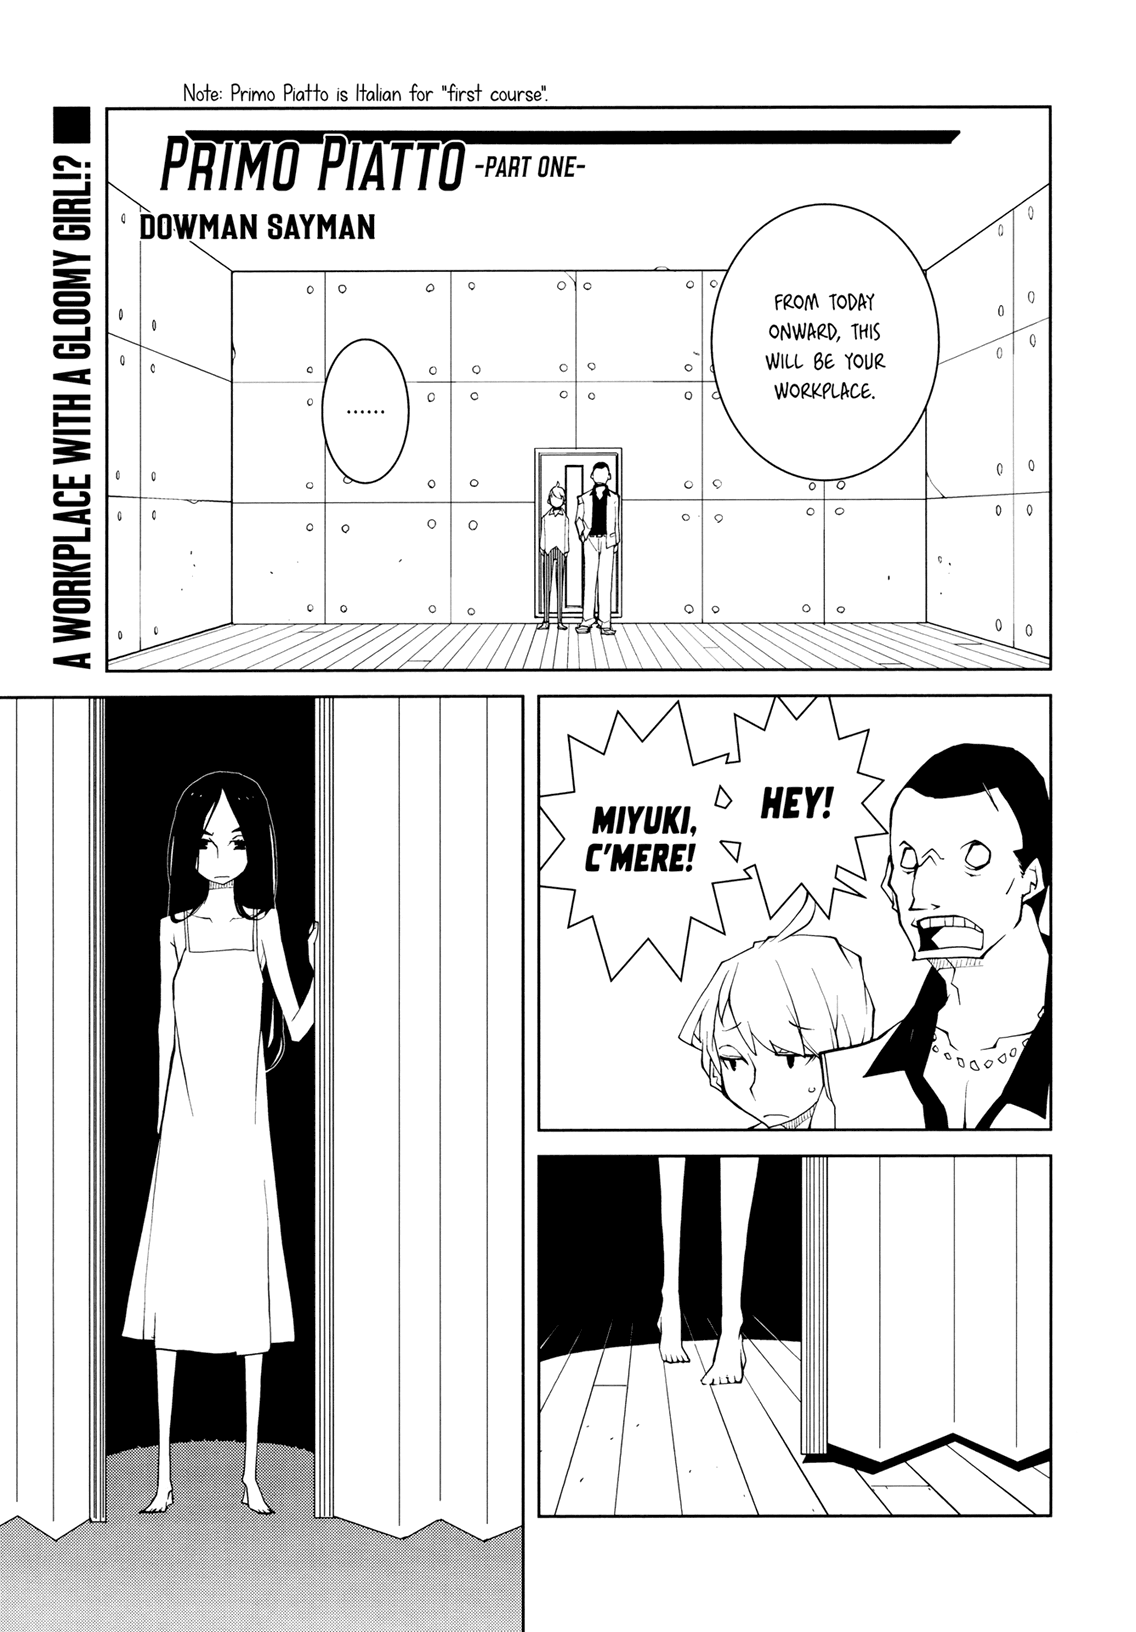 Note: Primo Piatto is Italian for "first course".
A WORKPLACE WITH A GLOOMY GIRL!?
PRIMO PIATTO -PART ONE-
DOWMAN SAYMAN
FROM TODAY
ONWARD, THIS
WILL BE YOUR
WORKPLACE.
......
HEY!
MIYUKI,
C'MERE!